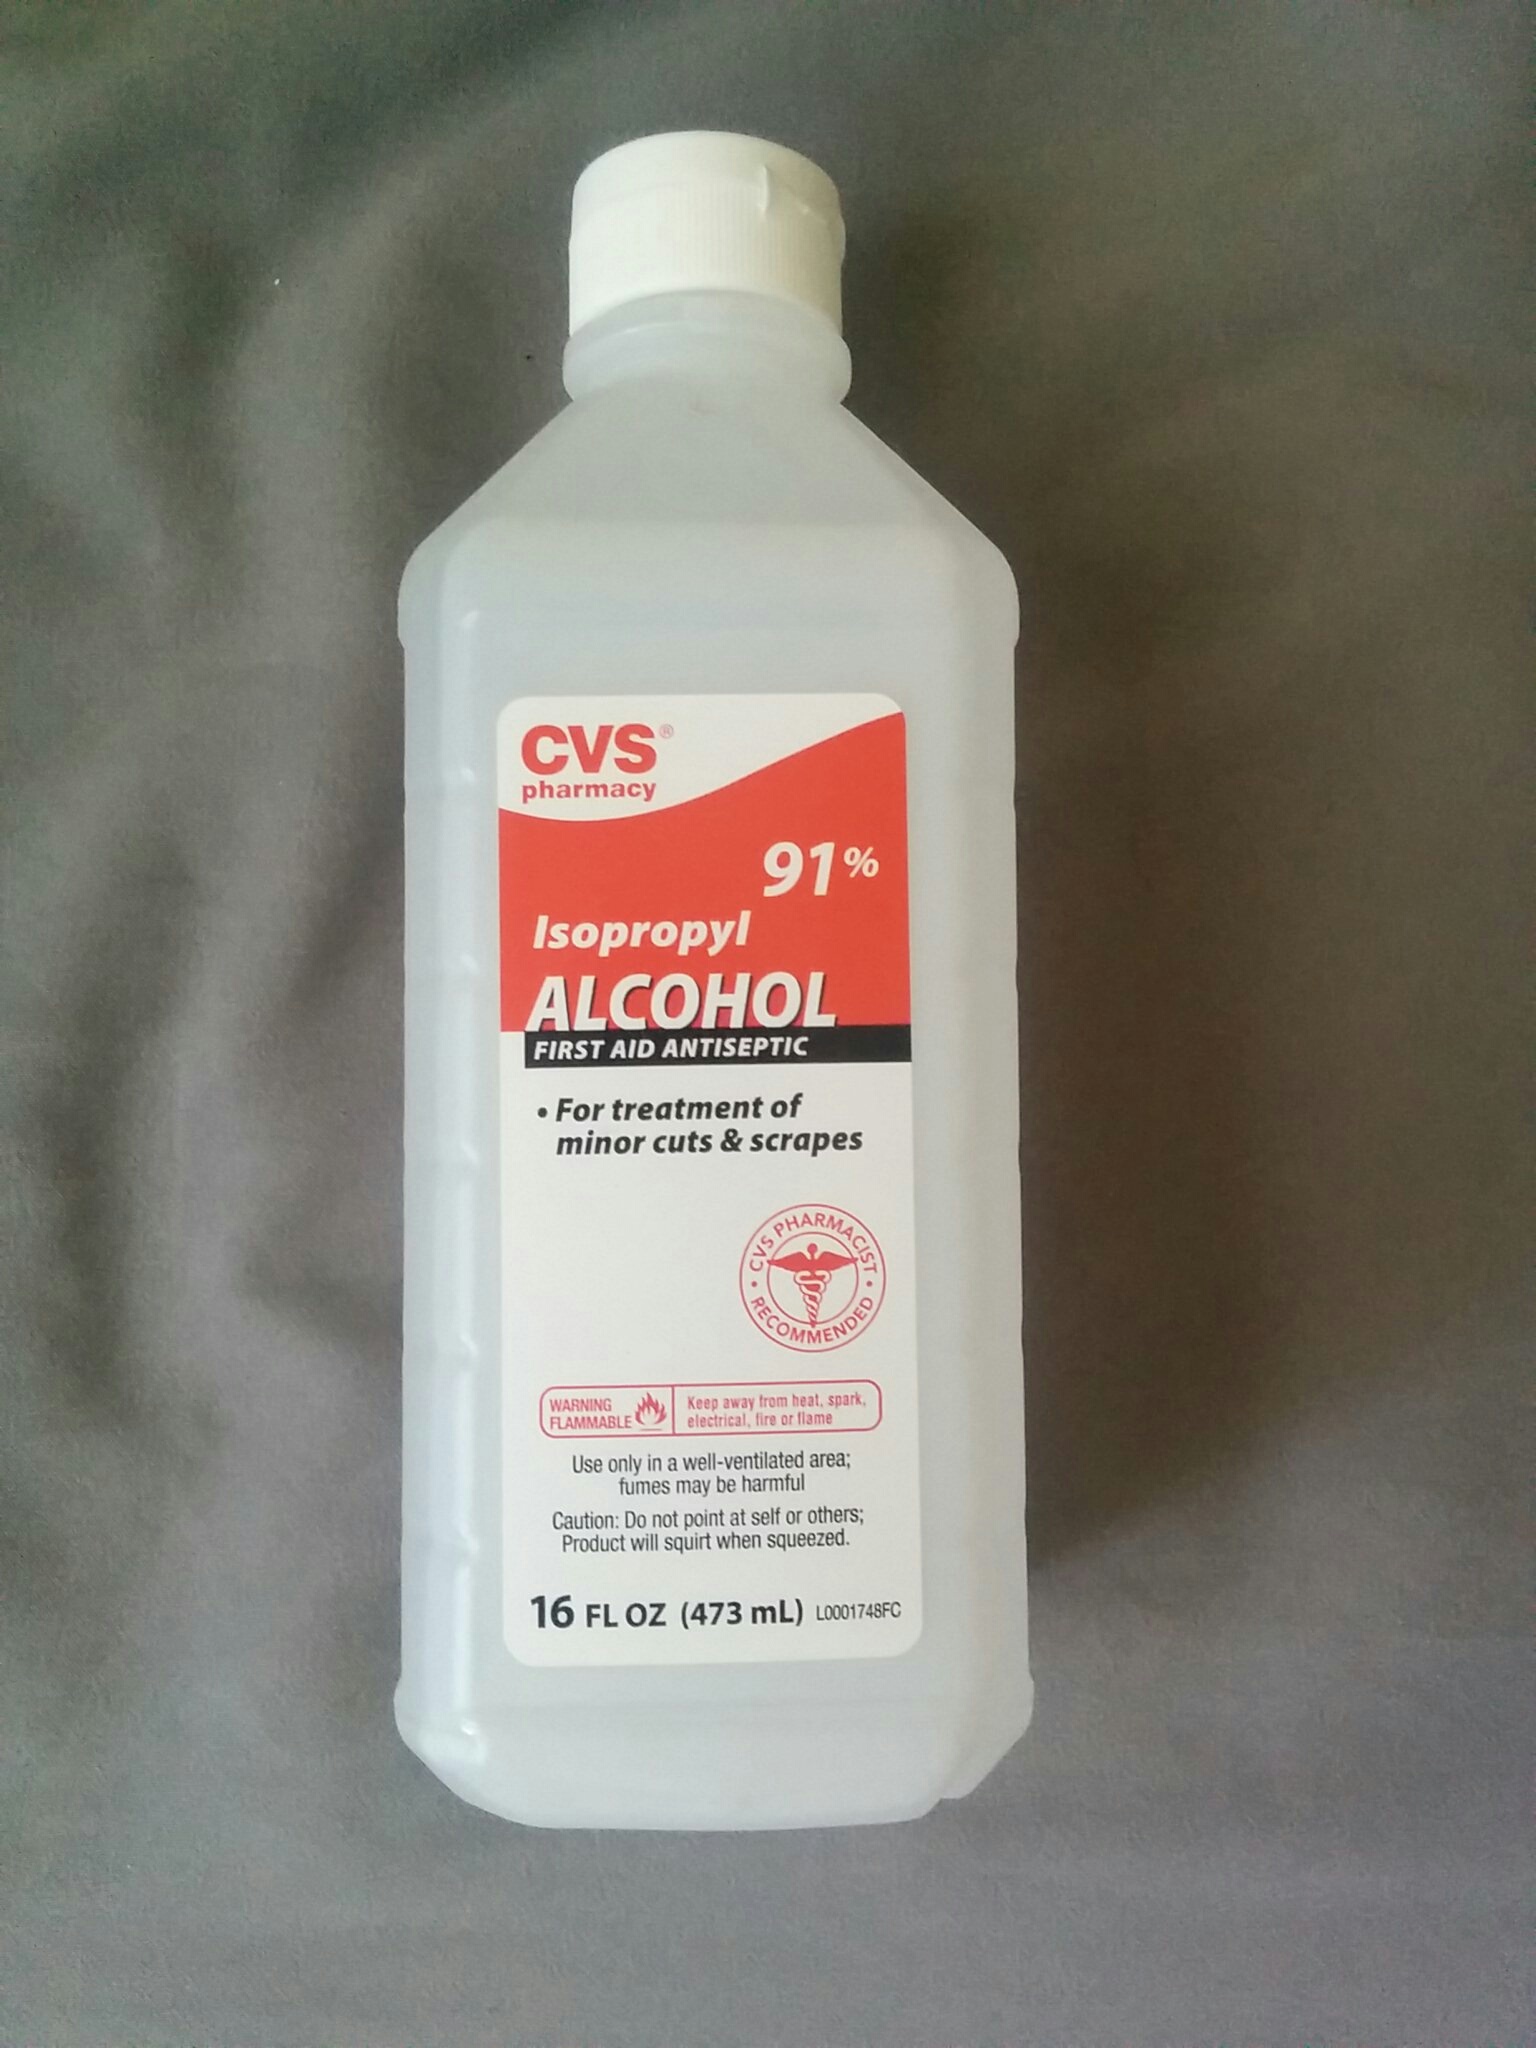 CVS®
pharmacy
91%
Isopropyl
ALCOHOL
FIRST AID ANTISEPTIC
• For treatment of
minor cuts & scrapes
• CVS PHARMACIST •
RECOMMENDED
WARNING
FLAMMABLE
Keep away from heat, spark,
electrical, fire or flame
Use only in a well-ventilated area;
fumes may be harmful
Caution: Do not point at self or others;
Product will squirt when squeezed.
16 FL OZ (473 mL) L0001748FC